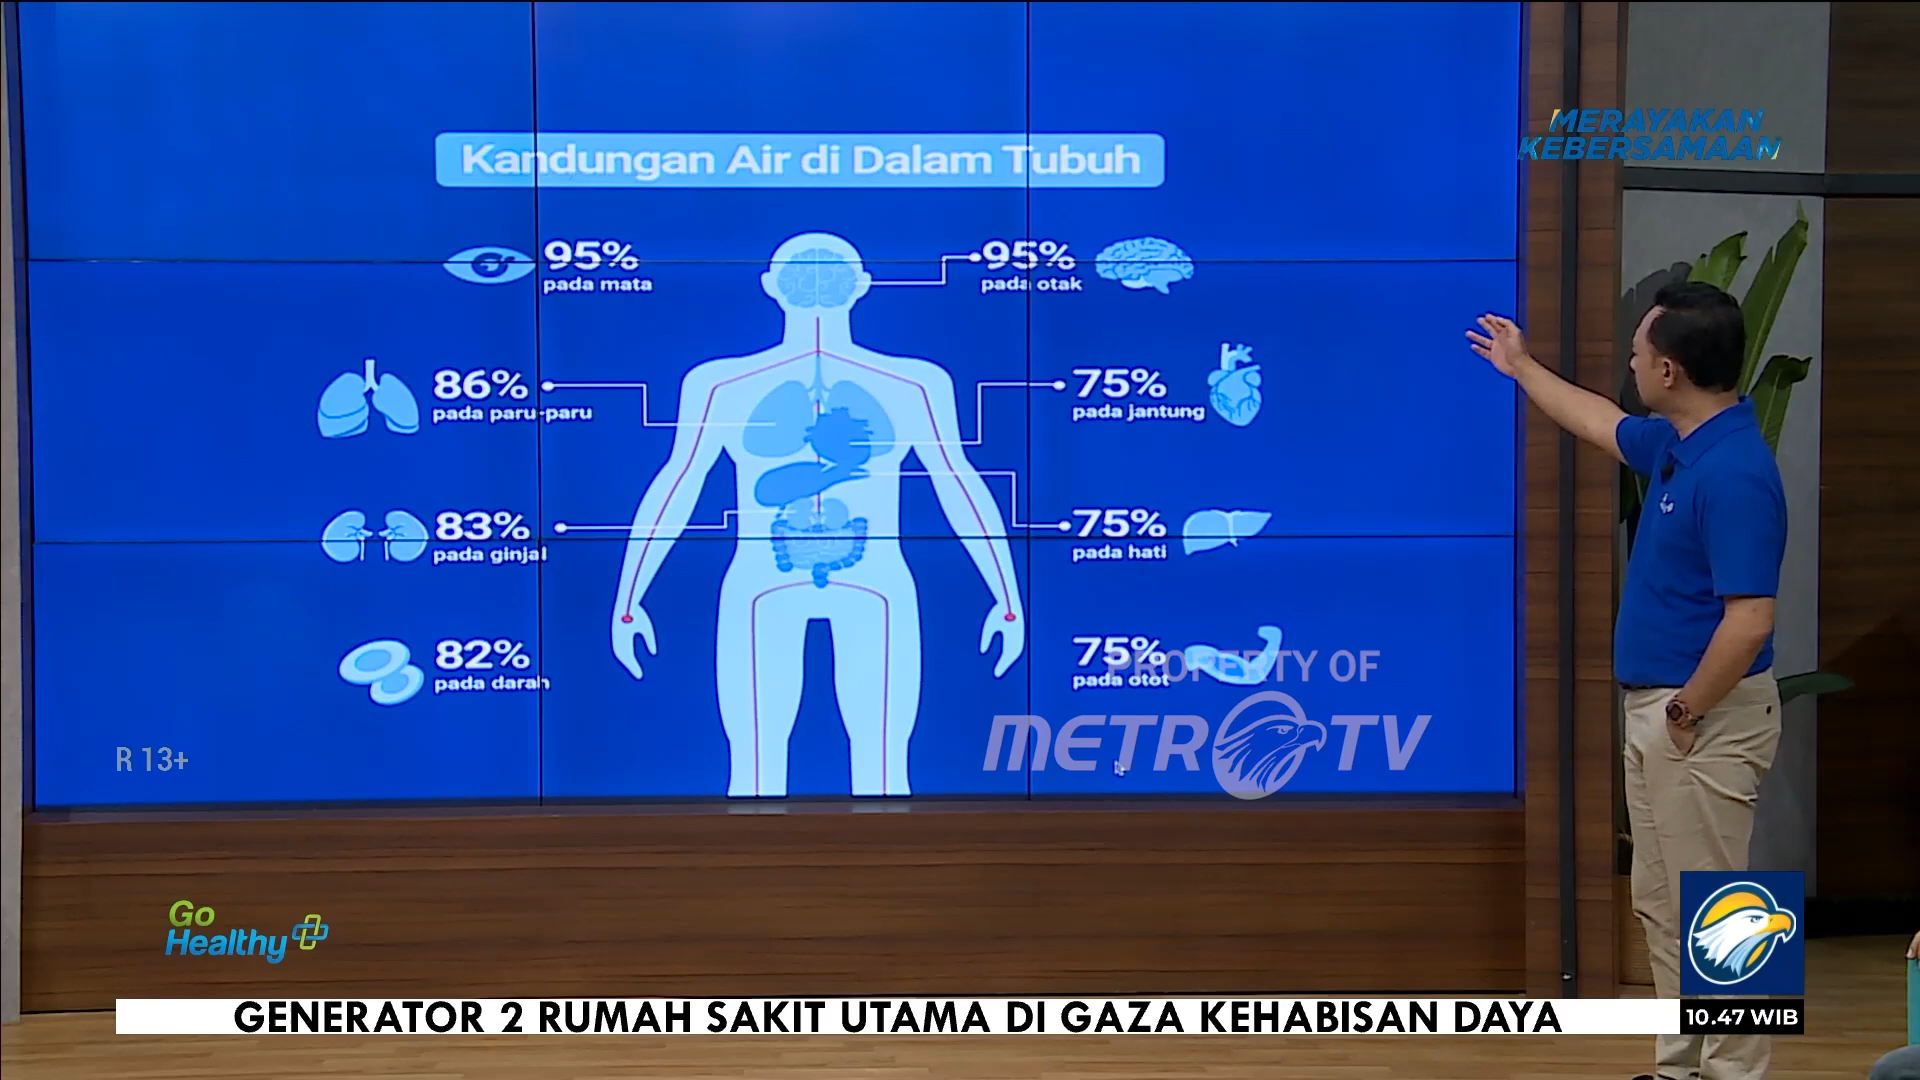 MERAYAKAN
KEBERSAMAAN
Kandungan Air di Dalam Tubuh
95%
pada mata
95%
pada otak
86%
pada paru-paru
75%
pada jantung
83%
pada ginjal
75%
pada hati
82%
pada darah
75%
pada otot
PROPERTY OF
METRO TV
R 13+
Go
Healthy
GENERATOR 2 RUMAH SAKIT UTAMA DI GAZA KEHABISAN DAYA
10.47 WIB